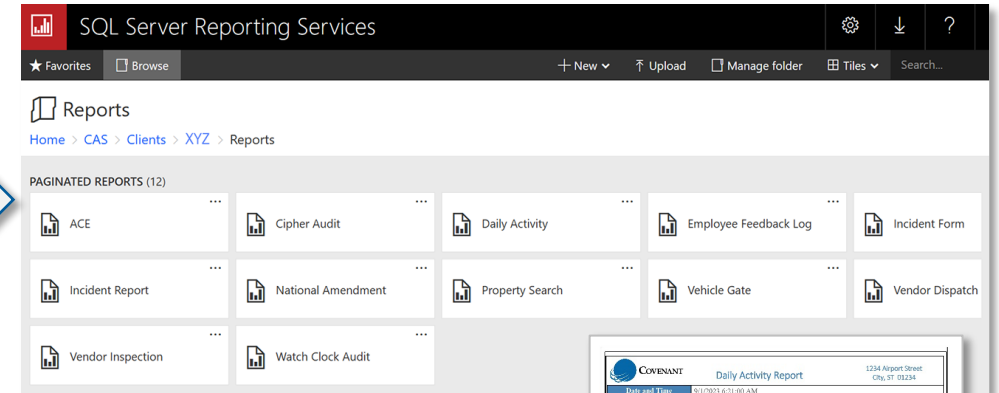 SQL Server Reporting Services
★ Favorites Browse + New Upload Manage folder Tiles Search...
Reports
Home > CAS > Clients > XYZ > Reports
PAGINATED REPORTS (12)
ACE Cipher Audit Daily Activity Employee Feedback Log Incident Form
Incident Report National Amendment Property Search Vehicle Gate Vendor Dispatch
Vendor Inspection Watch Clock Audit
COVENANT Daily Activity Report 1234 Airport Street
City, ST 01234
Date and Time 9/1/2023 6:21:00 AM